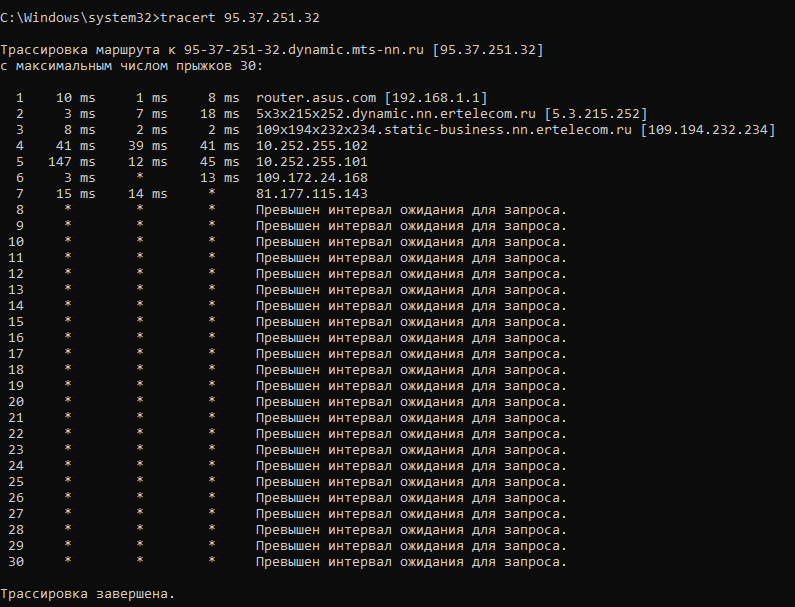 C:\Windows\system32>tracert 95.37.251.32
Трассировка маршрута к 95-37-251-32.dynamic.mts-nn.ru [95.37.251.32]
с максимальным числом прыжков 30:
1 10 ms 1 ms 8 ms router.asus.com [192.168.1.1]
2 3 ms 7 ms 18 ms 5x3x215x252.dynamic.nn.ertelecom.ru [5.3.215.252]
3 8 ms 2 ms 2 ms 109x194x232x234.static-business.nn.ertelecom.ru [109.194.232.234]
4 41 ms 39 ms 41 ms 10.252.255.102
5 147 ms 12 ms 45 ms 10.252.255.101
6 3 ms * 13 ms 109.172.24.168
7 15 ms 14 ms * 81.177.115.143
8 * * * Превышен интервал ожидания для запроса.
9 * * * Превышен интервал ожидания для запроса.
10 * * * Превышен интервал ожидания для запроса.
11 * * * Превышен интервал ожидания для запроса.
12 * * * Превышен интервал ожидания для запроса.
13 * * * Превышен интервал ожидания для запроса.
14 * * * Превышен интервал ожидания для запроса.
15 * * * Превышен интервал ожидания для запроса.
16 * * * Превышен интервал ожидания для запроса.
17 * * * Превышен интервал ожидания для запроса.
18 * * * Превышен интервал ожидания для запроса.
19 * * * Превышен интервал ожидания для запроса.
20 * * * Превышен интервал ожидания для запроса.
21 * * * Превышен интервал ожидания для запроса.
22 * * * Превышен интервал ожидания для запроса.
23 * * * Превышен интервал ожидания для запроса.
24 * * * Превышен интервал ожидания для запроса.
25 * * * Превышен интервал ожидания для запроса.
26 * * * Превышен интервал ожидания для запроса.
27 * * * Превышен интервал ожидания для запроса.
28 * * * Превышен интервал ожидания для запроса.
29 * * * Превышен интервал ожидания для запроса.
30 * * * Превышен интервал ожидания для запроса.
Трассировка завершена.